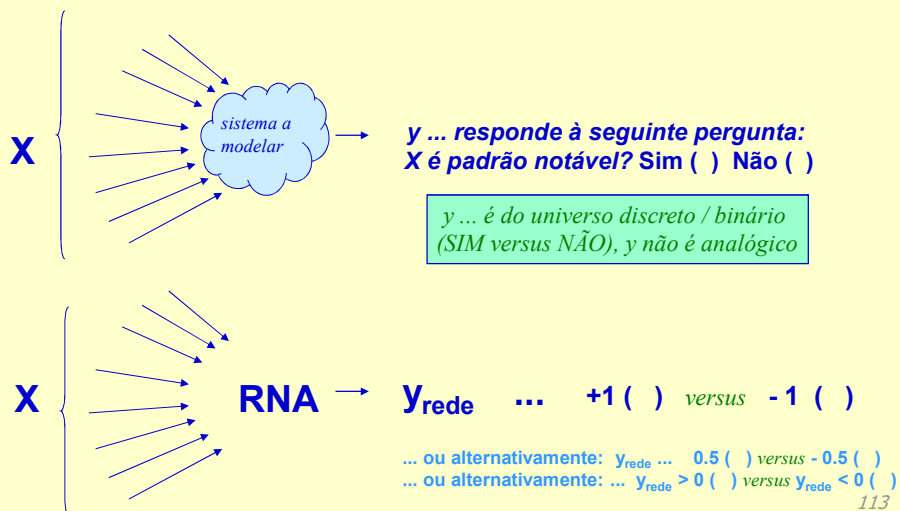 X
sistema a
modelar
y ... responde à seguinte pergunta:
X é padrão notável? Sim ( ) Não ( )
y ... é do universo discreto / binário
(SIM versus NÃO), y não é analógico
X
RNA
yrede ... +1 ( ) versus - 1 ( )
... ou alternativamente: yrede ... 0.5 ( ) versus - 0.5 ( )
... ou alternativamente: ... yrede > 0 ( ) versus yrede < 0 ( )
113